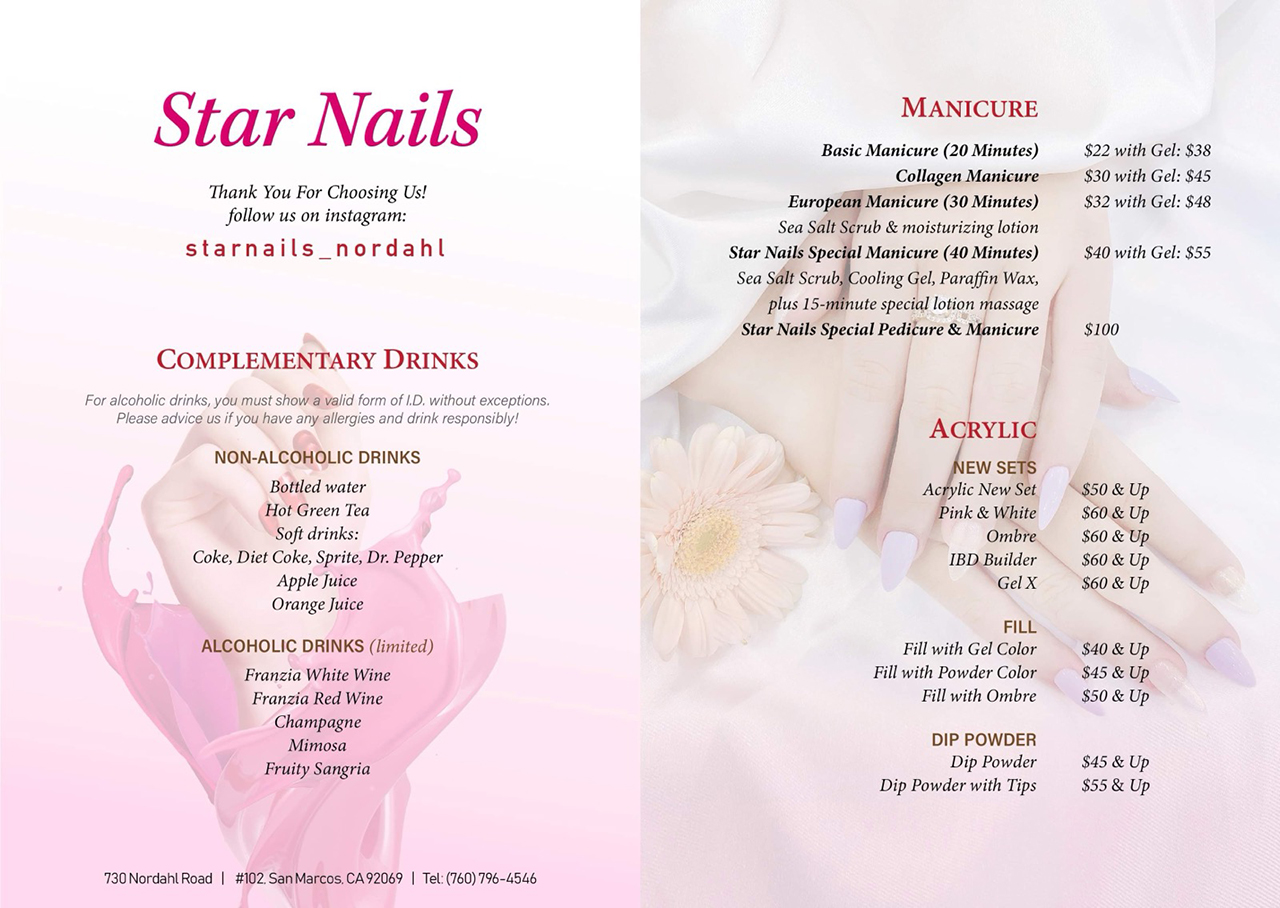 Star Nails
Thank You For Choosing Us!
follow us on instagram:
starnails_nordahl
COMPLEMENTARY DRINKS
For alcoholic drinks, you must show a valid form of I.D. without exceptions.
Please advice us if you have any allergies and drink responsibly!
NON-ALCOHOLIC DRINKS
Bottled water
Hot Green Tea
Soft drinks:
Coke, Diet Coke, Sprite, Dr. Pepper
Apple Juice
Orange Juice
ALCOHOLIC DRINKS (limited)
Franzia White Wine
Franzia Red Wine
Champagne
Mimosa
Fruity Sangria
730 Nordahl Road | #102, San Marcos, CA 92069 | Tel: (760) 796-4546
MANICURE
Basic Manicure (20 Minutes) $22 with Gel: $38
Collagen Manicure $30 with Gel: $45
European Manicure (30 Minutes) $32 with Gel: $48
Sea Salt Scrub & moisturizing lotion
Star Nails Special Manicure (40 Minutes) $40 with Gel: $55
Sea Salt Scrub, Cooling Gel, Paraffin Wax,
plus 15-minute special lotion massage
Star Nails Special Pedicure & Manicure $100
ACRYLIC
NEW SETS
Acrylic New Set $50 & Up
Pink & White $60 & Up
Ombre $60 & Up
IBD Builder $60 & Up
Gel X $60 & Up
FILL
Fill with Gel Color $40 & Up
Fill with Powder Color $45 & Up
Fill with Ombre $50 & Up
DIP POWDER
Dip Powder $45 & Up
Dip Powder with Tips $55 & Up